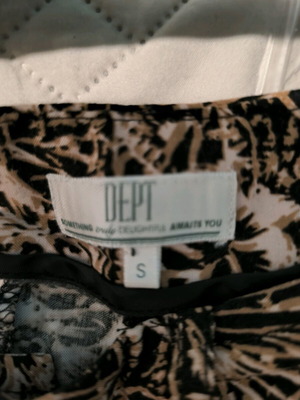 DEPT
SOMETHING truly DELIGHTFUL AWAITS YOU
S